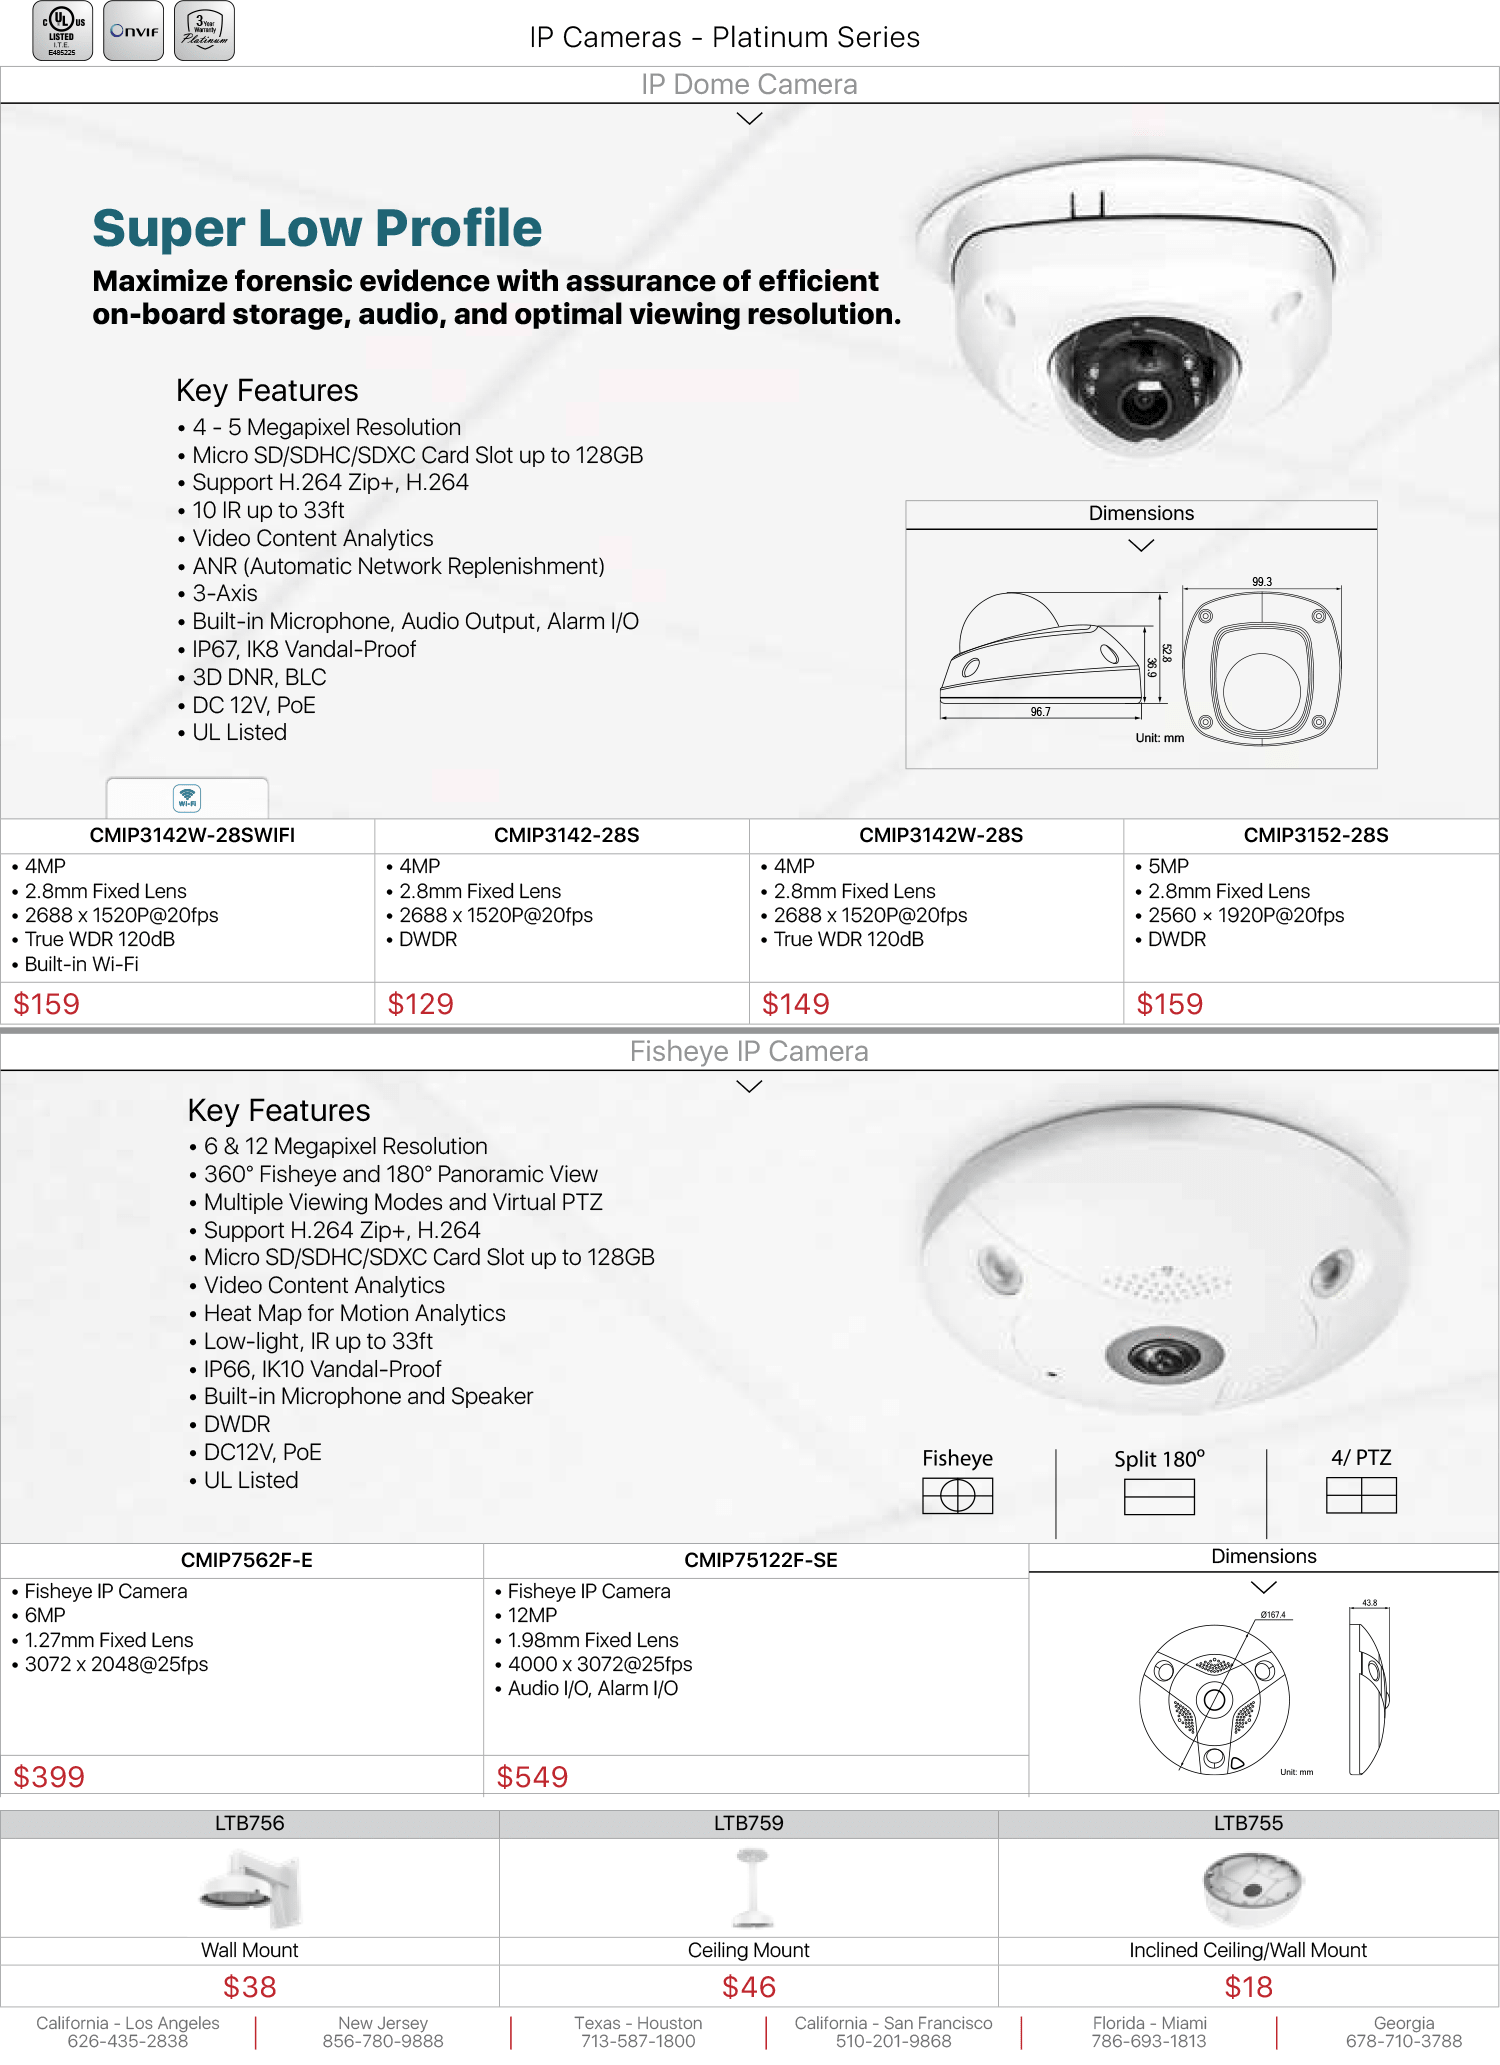 C UL US
LISTED
I.T.E.
E485225
ONVIF
3 Year
Warranty
Platinum
IP Cameras - Platinum Series
IP Dome Camera
Super Low Profile
Maximize forensic evidence with assurance of efficient
on-board storage, audio, and optimal viewing resolution.
Key Features
• 4 - 5 Megapixel Resolution
• Micro SD/SDHC/SDXC Card Slot up to 128GB
• Support H.264 Zip+, H.264
• 10 IR up to 33ft
• Video Content Analytics
• ANR (Automatic Network Replenishment)
• 3-Axis
• Built-in Microphone, Audio Output, Alarm I/O
• IP67, IK8 Vandal-Proof
• 3D DNR, BLC
• DC 12V, PoE
• UL Listed
Dimensions
99.3
52.8
36.9
96.7
Unit: mm
Wi-Fi
CMIP3142W-28SWIFI
• 4MP
• 2.8mm Fixed Lens
• 2688 x 1520P@20fps
• True WDR 120dB
• Built-in Wi-Fi
$159
CMIP3142-28S
• 4MP
• 2.8mm Fixed Lens
• 2688 x 1520P@20fps
• DWDR
$129
CMIP3142W-28S
• 4MP
• 2.8mm Fixed Lens
• 2688 x 1520P@20fps
• True WDR 120dB
$149
CMIP3152-28S
• 5MP
• 2.8mm Fixed Lens
• 2560 × 1920P@20fps
• DWDR
$159
Fisheye IP Camera
Key Features
• 6 & 12 Megapixel Resolution
• 360° Fisheye and 180° Panoramic View
• Multiple Viewing Modes and Virtual PTZ
• Support H.264 Zip+, H.264
• Micro SD/SDHC/SDXC Card Slot up to 128GB
• Video Content Analytics
• Heat Map for Motion Analytics
• Low-light, IR up to 33ft
• IP66, IK10 Vandal-Proof
• Built-in Microphone and Speaker
• DWDR
• DC12V, PoE
• UL Listed
Fisheye
Split 180°
4/ PTZ
CMIP7562F-E
• Fisheye IP Camera
• 6MP
• 1.27mm Fixed Lens
• 3072 x 2048@25fps
$399
CMIP75122F-SE
• Fisheye IP Camera
• 12MP
• 1.98mm Fixed Lens
• 4000 x 3072@25fps
• Audio I/O, Alarm I/O
$549
Dimensions
Ø167.4
43.8
Unit: mm
LTB756
Wall Mount
$38
LTB759
Ceiling Mount
$46
LTB755
Inclined Ceiling/Wall Mount
$18
California - Los Angeles
626-435-2838
New Jersey
856-780-9888
Texas - Houston
713-587-1800
California - San Francisco
510-201-9868
Florida - Miami
786-693-1813
Georgia
678-710-3788